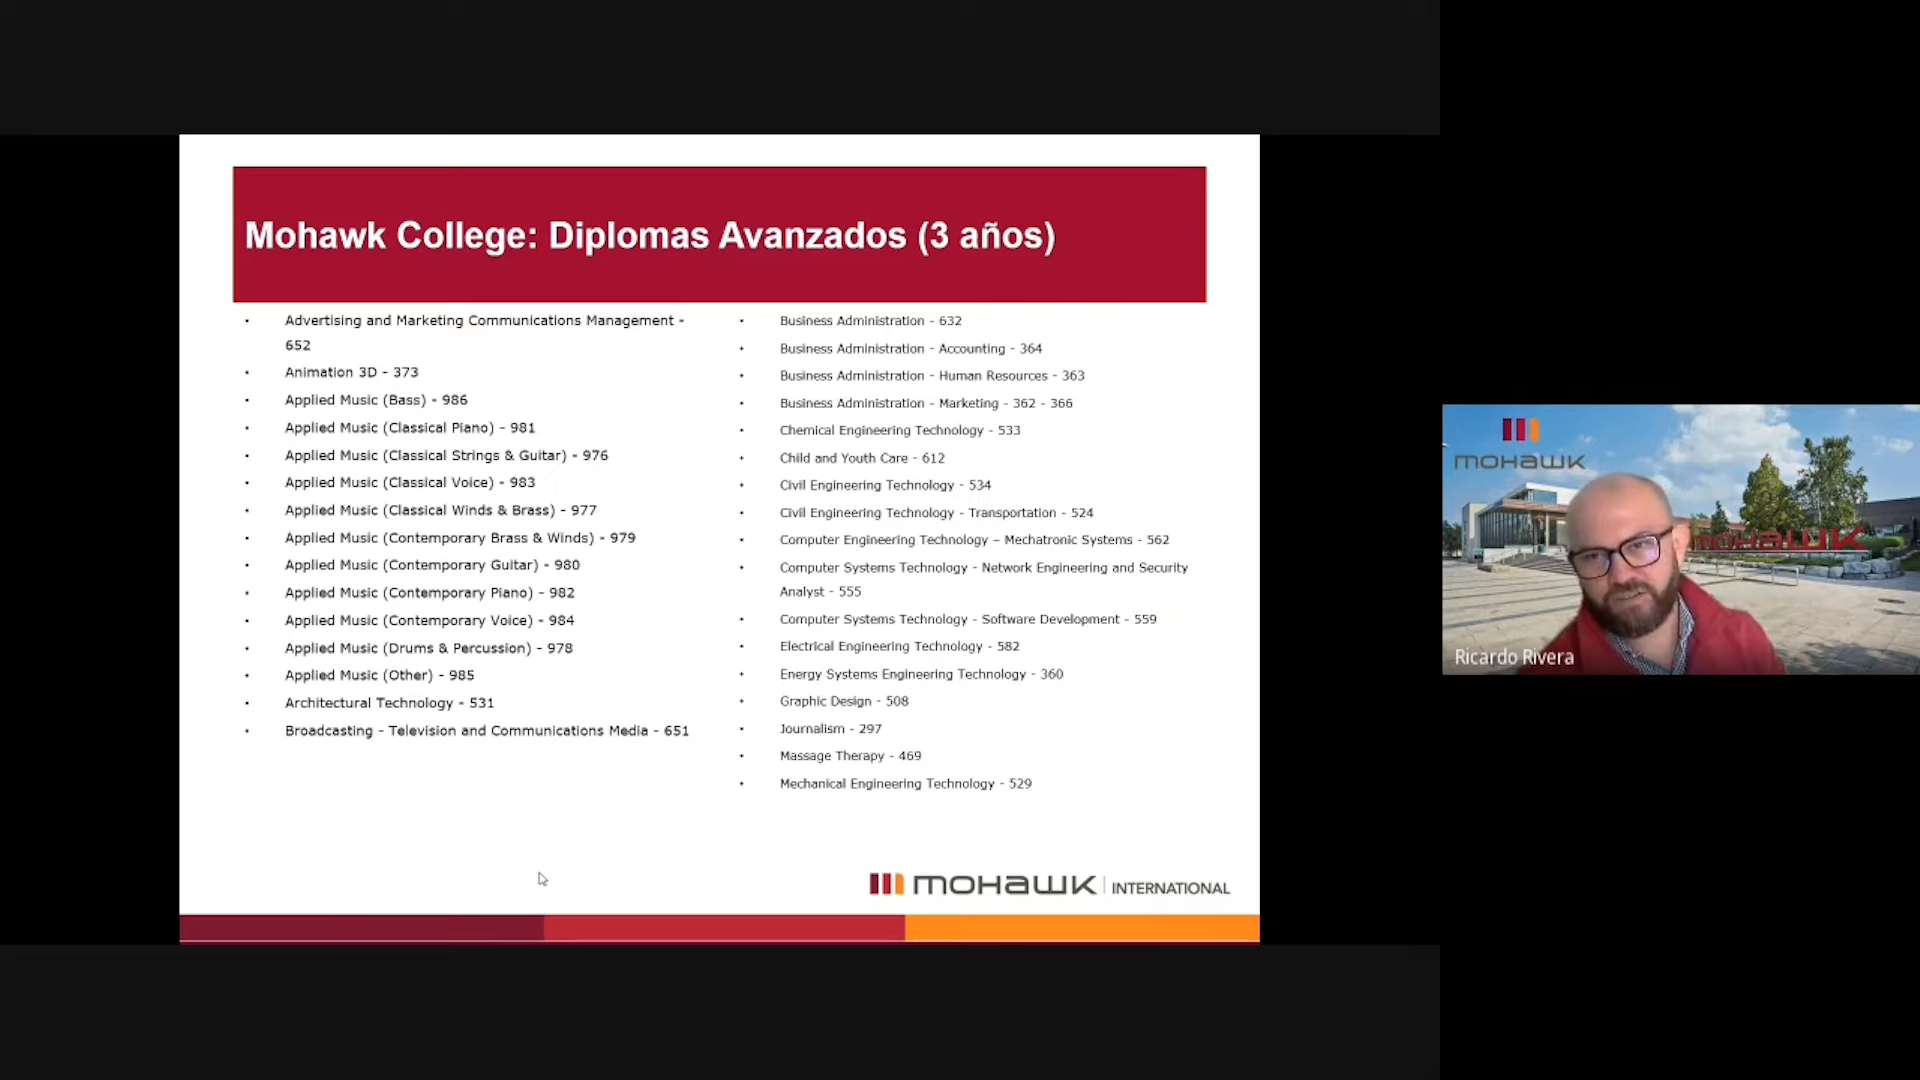 Mohawk College: Diplomas Avanzados (3 años)
• Advertising and Marketing Communications Management -
652
• Animation 3D - 373
• Applied Music (Bass) - 986
• Applied Music (Classical Piano) - 981
• Applied Music (Classical Strings & Guitar) - 976
• Applied Music (Classical Voice) - 983
• Applied Music (Classical Winds & Brass) - 977
• Applied Music (Contemporary Brass & Winds) - 979
• Applied Music (Contemporary Guitar) - 980
• Applied Music (Contemporary Piano) - 982
• Applied Music (Contemporary Voice) - 984
• Applied Music (Drums & Percussion) - 978
• Applied Music (Other) - 985
• Architectural Technology - 531
• Broadcasting - Television and Communications Media - 651
• Business Administration - 632
• Business Administration - Accounting - 364
• Business Administration - Human Resources - 363
• Business Administration - Marketing - 362 - 366
• Chemical Engineering Technology - 533
• Child and Youth Care - 612
• Civil Engineering Technology - 534
• Civil Engineering Technology - Transportation - 524
• Computer Engineering Technology – Mechatronic Systems - 562
• Computer Systems Technology - Network Engineering and Security
Analyst - 555
• Computer Systems Technology - Software Development - 559
• Electrical Engineering Technology - 582
• Energy Systems Engineering Technology - 360
• Graphic Design - 508
• Journalism - 297
• Massage Therapy - 469
• Mechanical Engineering Technology - 529
mohawk | INTERNATIONAL
mohawk
mohawk
Ricardo Rivera